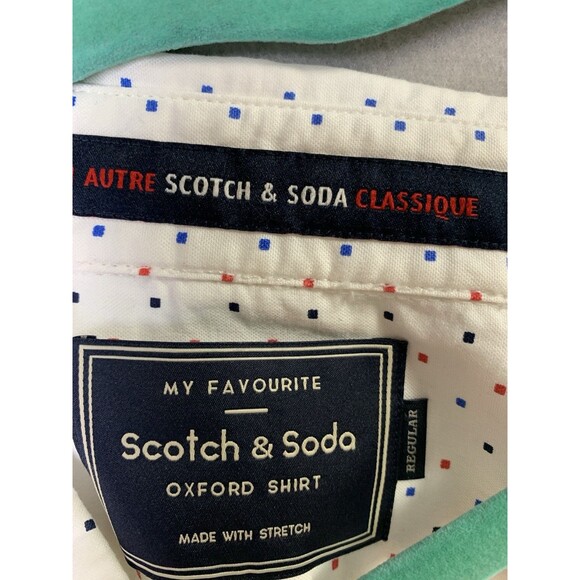 AUTRE SCOTCH & SODA CLASSIQUE
MY FAVOURITE
Scotch & Soda
OXFORD SHIRT
MADE WITH STRETCH
REGULAR